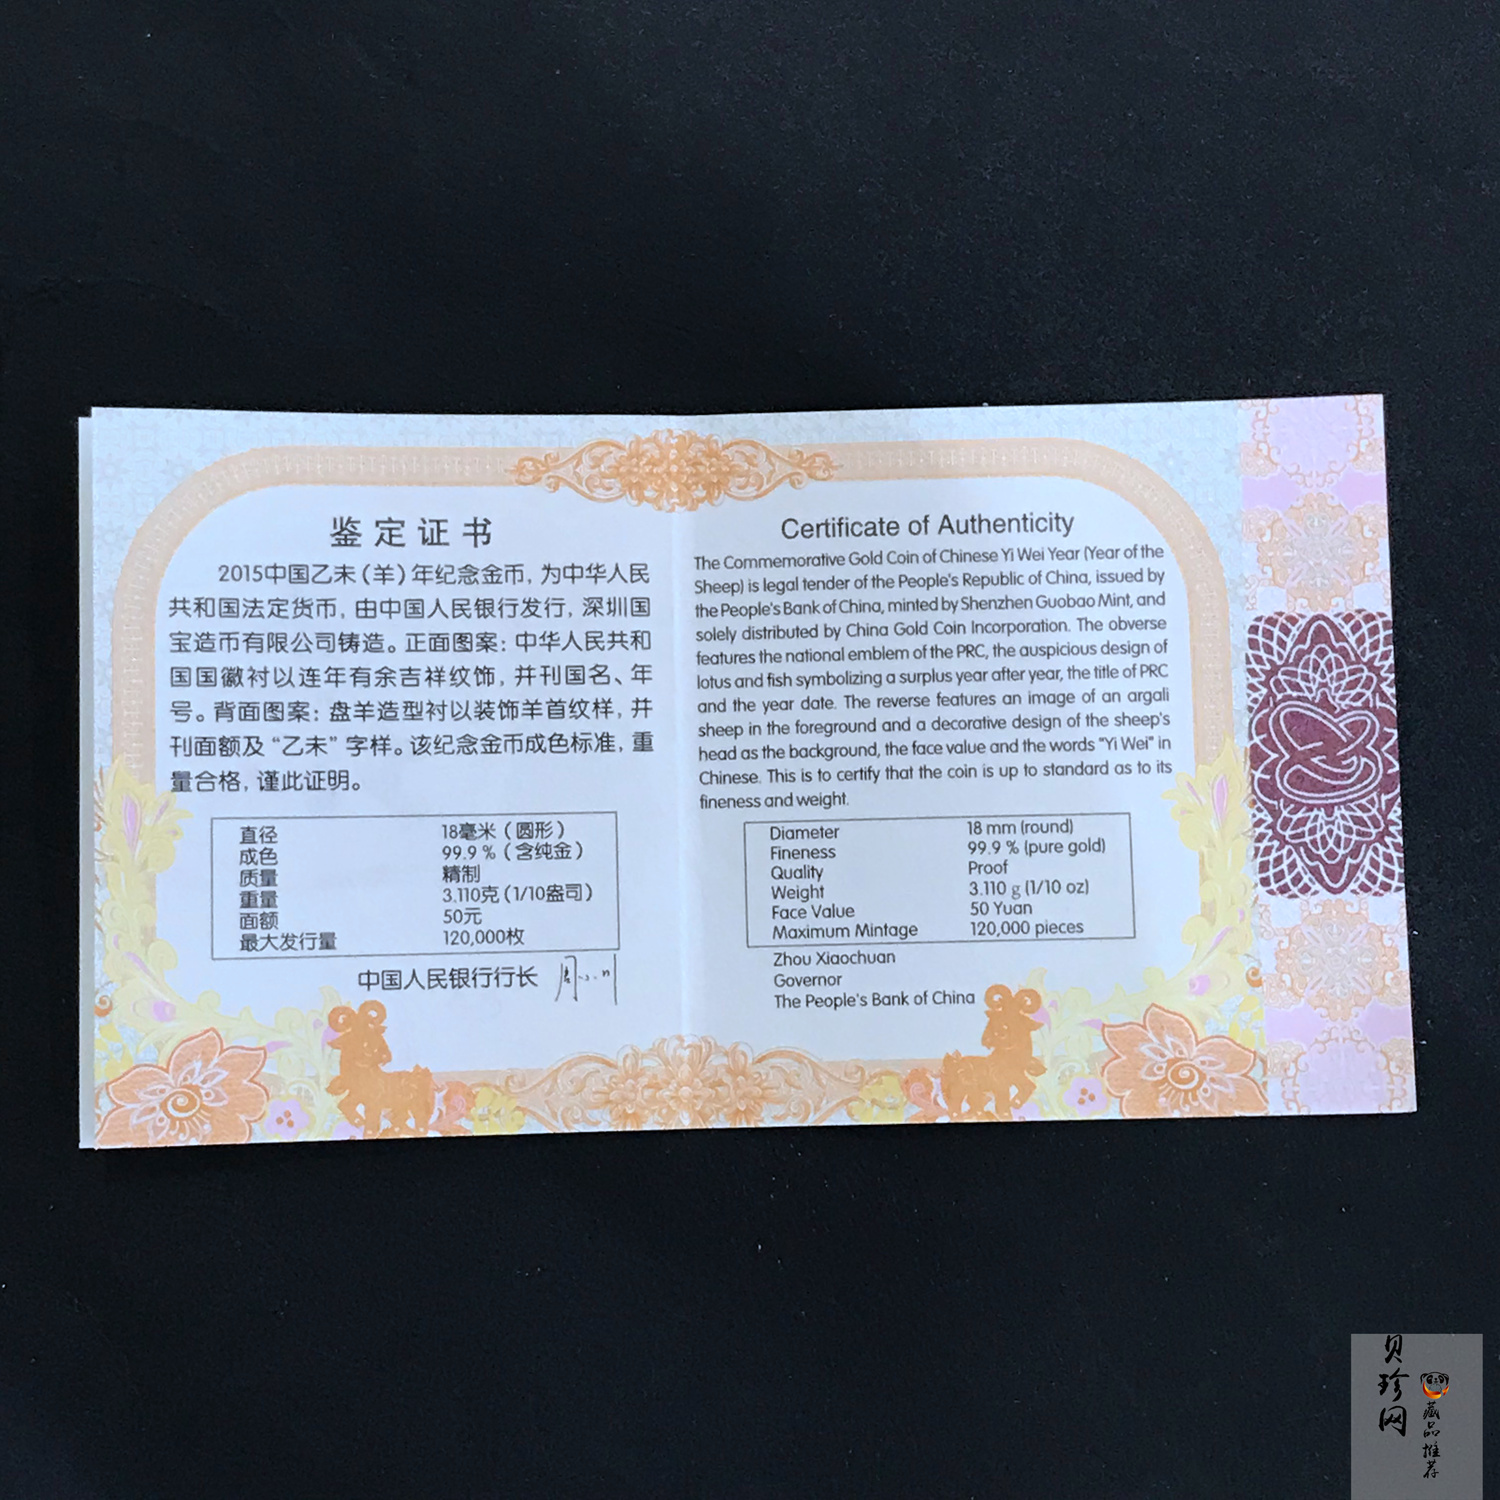 鉴定证书
2015中国乙未（羊）年纪念金币，为中华人民
共和国法定货币，由中国人民银行发行，深圳国
宝造币有限公司铸造。正面图案：中华人民共和
国国徽衬以连年有余吉祥纹饰，并刊国名、年
号。背面图案：盘羊造型衬以装饰羊首纹样，并
刊面额及“乙未”字样。该纪念金币成色标准，重
量合格，谨此证明。
直径 18毫米（圆形）
成色 99.9%（含纯金）
质量 精制
重量 3.110克（1/10盎司）
面额 50元
最大发行量 120,000枚
中国人民银行行长
Certificate of Authenticity
The Commemorative Gold Coin of Chinese Yi Wei Year (Year of the
Sheep) is legal tender of the People's Republic of China, issued by
the People's Bank of China, minted by Shenzhen Guobao Mint, and
solely distributed by China Gold Coin Incorporation. The obverse
features the national emblem of the PRC, the auspicious design of
lotus and fish symbolizing a surplus year after year, the title of PRC
and the year date. The reverse features an image of an argali
sheep in the foreground and a decorative design of the sheep's
head as the background, the face value and the words "Yi Wei" in
Chinese. This is to certify that the coin is up to standard as to its
fineness and weight.
Diameter 18 mm (round)
Fineness 99.9 % (pure gold)
Quality Proof
Weight 3.110 g (1/10 oz)
Face Value 50 Yuan
Maximum Mintage 120,000 pieces
Zhou Xiaochuan
Governor
The People's Bank of China
贝珍网
藏品推荐